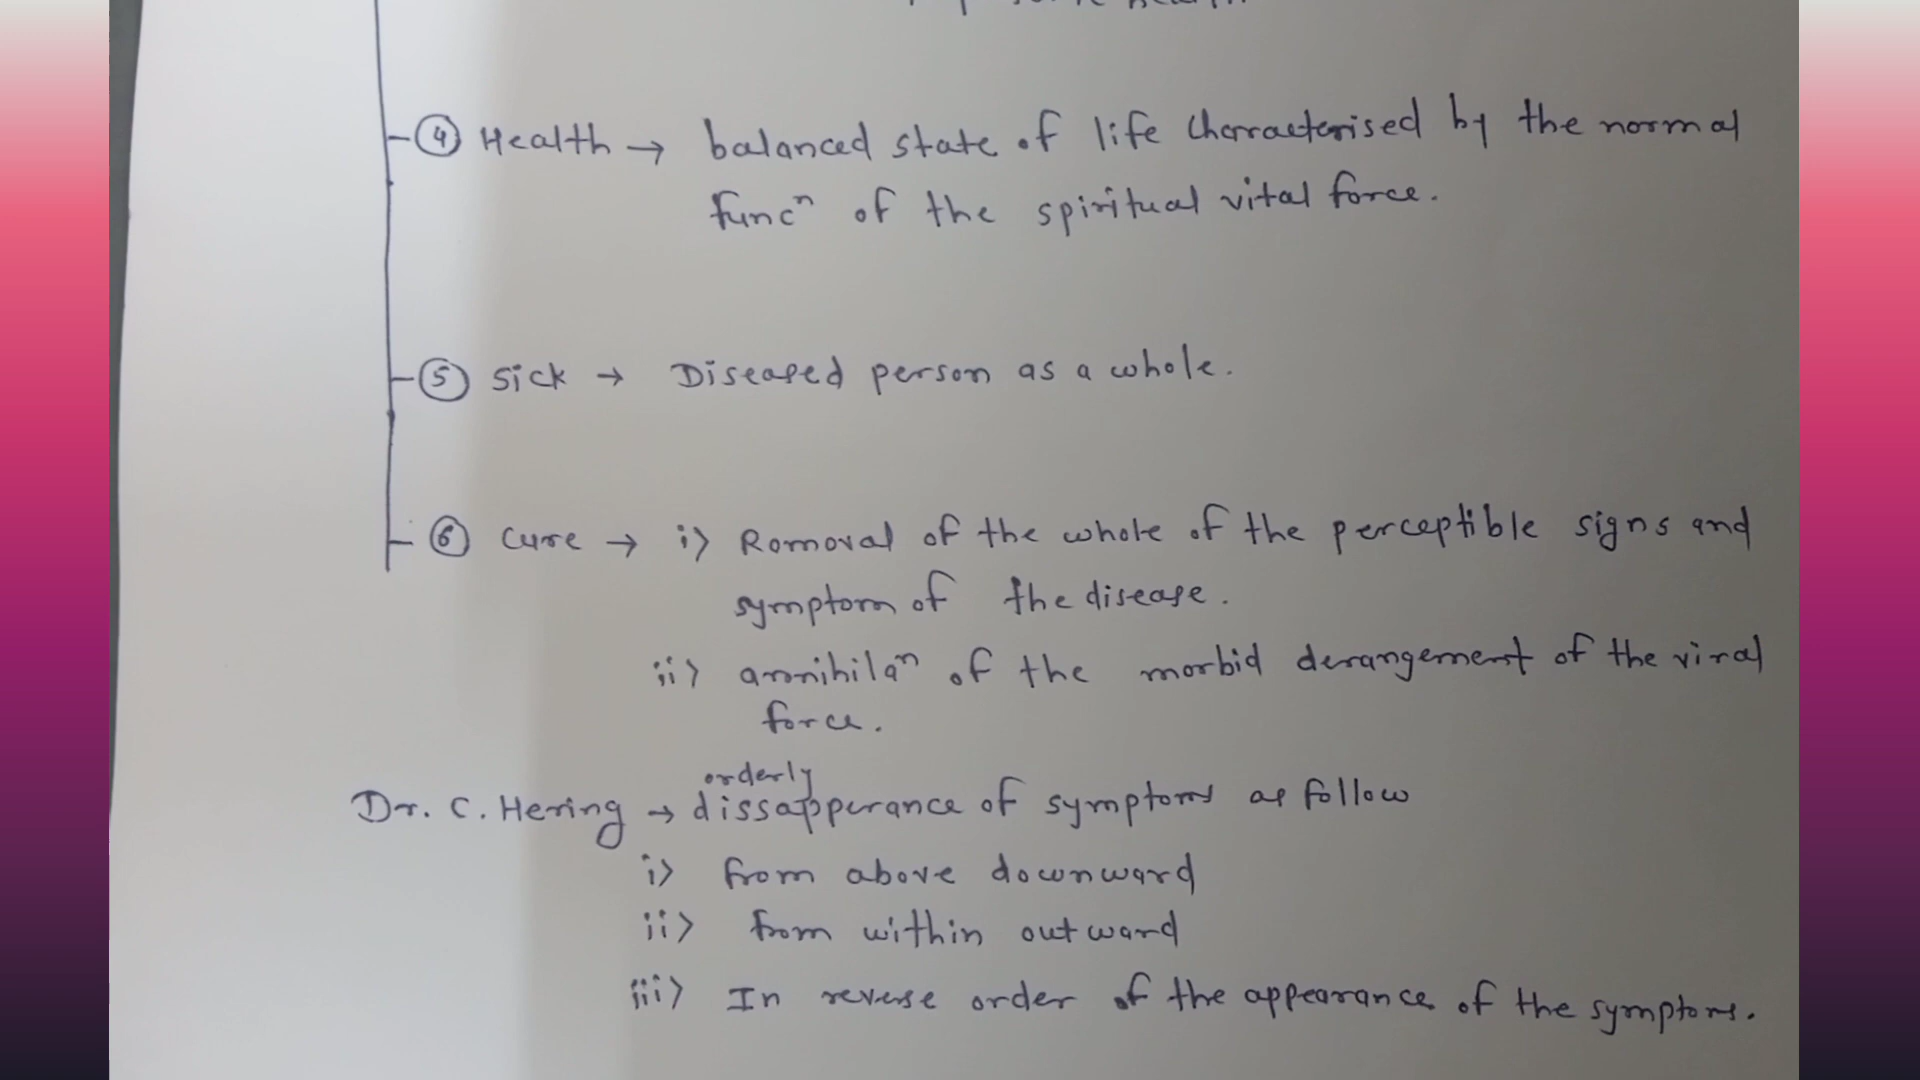 health
④ Health → balanced state of life characterised by the normal
funcⁿ of the spiritual vital force.
⑤ Sick → Diseased person as a whole.
⑥ Cure → i) Romoval of the whole of the perceptible signs and
symptom of the disease.
ii) annihilaⁿ of the morbid derangement of the viral
force.
orderly
Dr. C. Hering → dissapperance of symptoms as follow
i) from above downward
ii) from within outward
iii) In reverse order of the appearance of the symptoms.